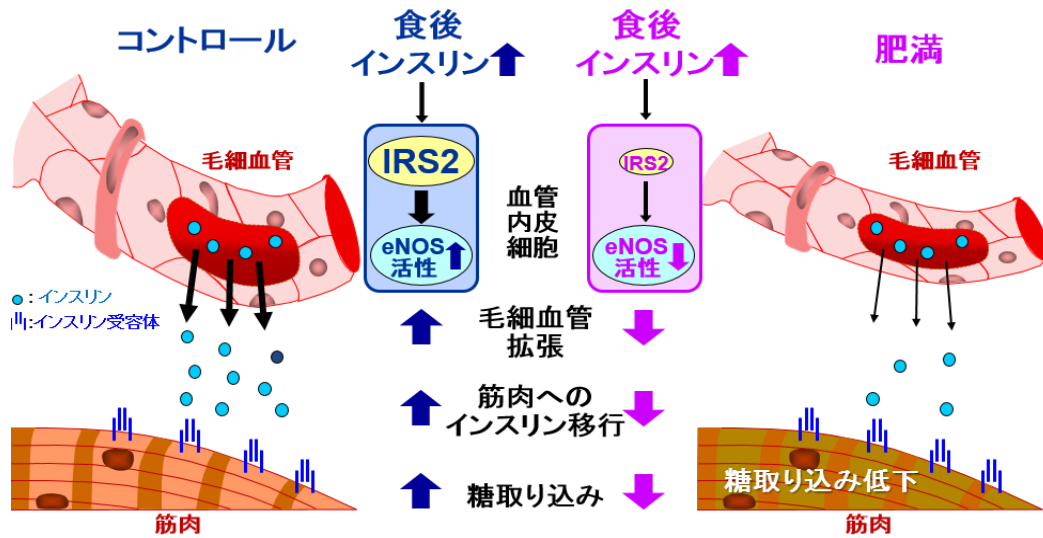 コントロール
食後
インスリン
食後
インスリン
肥満
毛細血管
IRS2
eNOS
活性
血管
内皮
細胞
IRS2
eNOS
活性
毛細血管
: インスリン
:インスリン受容体
毛細血管
拡張
筋肉への
インスリン移行
糖取り込み
糖取り込み低下
筋肉
筋肉